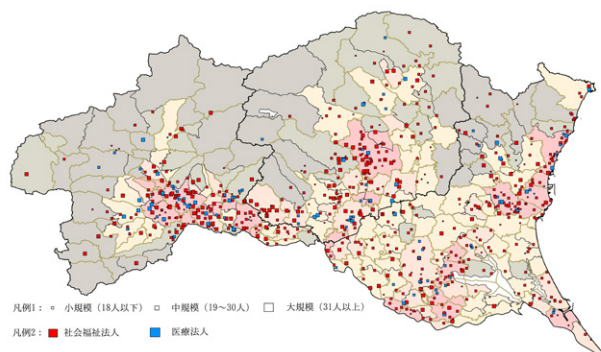 凡例1： 小規模（18人以下） 中規模（19〜30人） 大規模（31人以上）
凡例2： 社会福祉法人 医療法人